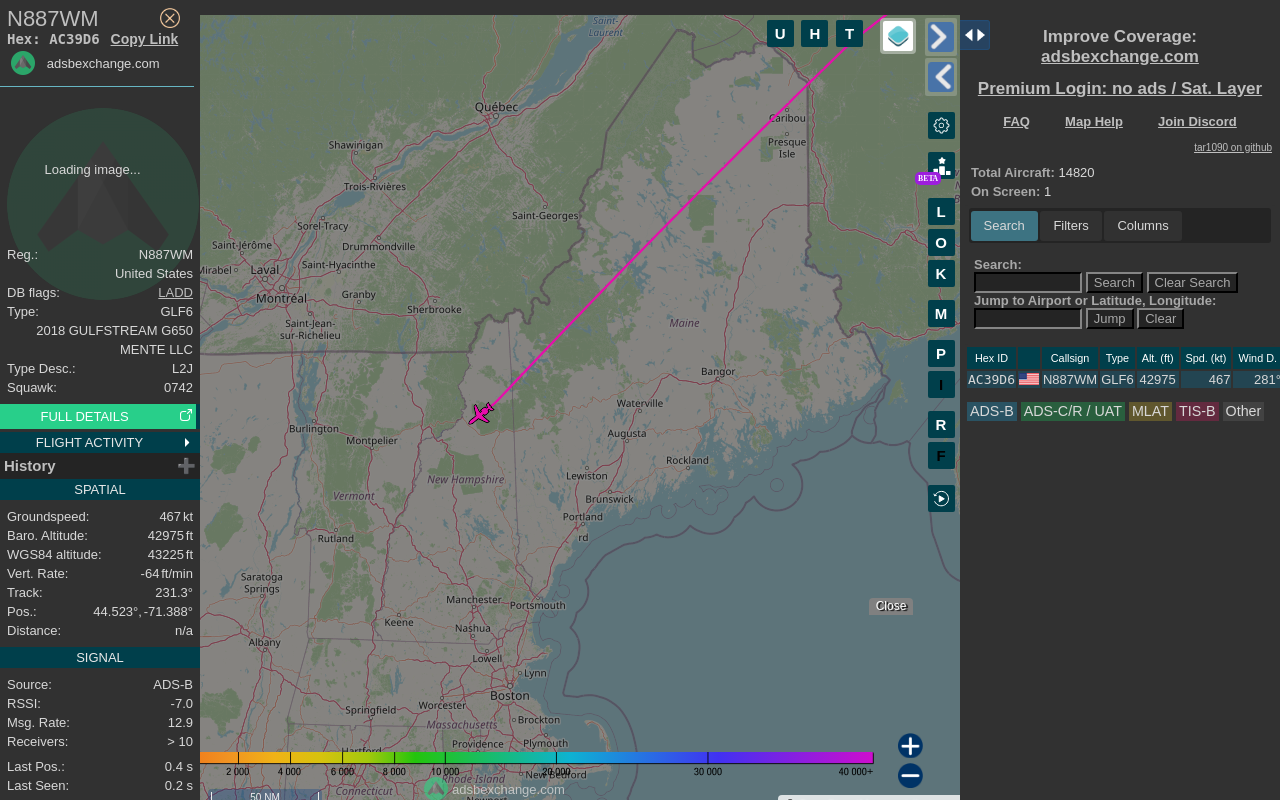 N887WM
Hex: AC39D6 Copy Link
adsbexchange.com
Loading image...
Reg.: N887WM
United States
DB flags: LADD
Type: GLF6
2018 GULFSTREAM G650
MENTE LLC
Type Desc.: L2J
Squawk: 0742
FULL DETAILS
FLIGHT ACTIVITY
History
SPATIAL
Groundspeed: 467 kt
Baro. Altitude: 42975 ft
WGS84 altitude: 43225 ft
Vert. Rate: -64 ft/min
Track: 231.3°
Pos.: 44.523°, -71.388°
Distance: n/a
SIGNAL
Source: ADS-B
RSSI: -7.0
Msg. Rate: 12.9
Receivers: > 10
Last Pos.: 0.4 s
Last Seen: 0.2 s
Saint-
Laurent
Québec
Shawinigan
Trois-Rivières
Saint-Georges
Sorel-Tracy
Drummondville
Saint-Jérôme
Mirabel
Laval
Saint-Hyacinthe
Montréal
Granby
Sherbrooke
Saint-Jean-
sur-Richelieu
Caribou
Presque
Isle
Maine
Bangor
Waterville
Augusta
Rockland
Lewiston
Brunswick
Portland
rd
Burlington
Montpelier
New Hampshire
Vermont
Rutland
Saratoga
Springs
Manchester
Portsmouth
Keene
Nashua
Albany
Lowell
Lynn
Boston
Springfield
Worcester
Massachusetts
Brockton
Hartford
Providence
Plymouth
New Bedford
Rhode Island
Connecticut
Newport
2 000
4 000
6 000
8 000
10 000
20 000
30 000
40 000+
adsbexchange.com
50 NM
U H T
BETA
L
O
K
M
P
I
R
F
Close
Improve Coverage:
adsbexchange.com
Premium Login: no ads / Sat. Layer
FAQ Map Help Join Discord
tar1090 on github
Total Aircraft: 14820
On Screen: 1
Search Filters Columns
Search:
Search Clear Search
Jump to Airport or Latitude, Longitude:
Jump Clear
Hex ID Callsign Type Alt. (ft) Spd. (kt) Wind D.
AC39D6 N887WM GLF6 42975 467 281°
ADS-B ADS-C/R / UAT MLAT TIS-B Other